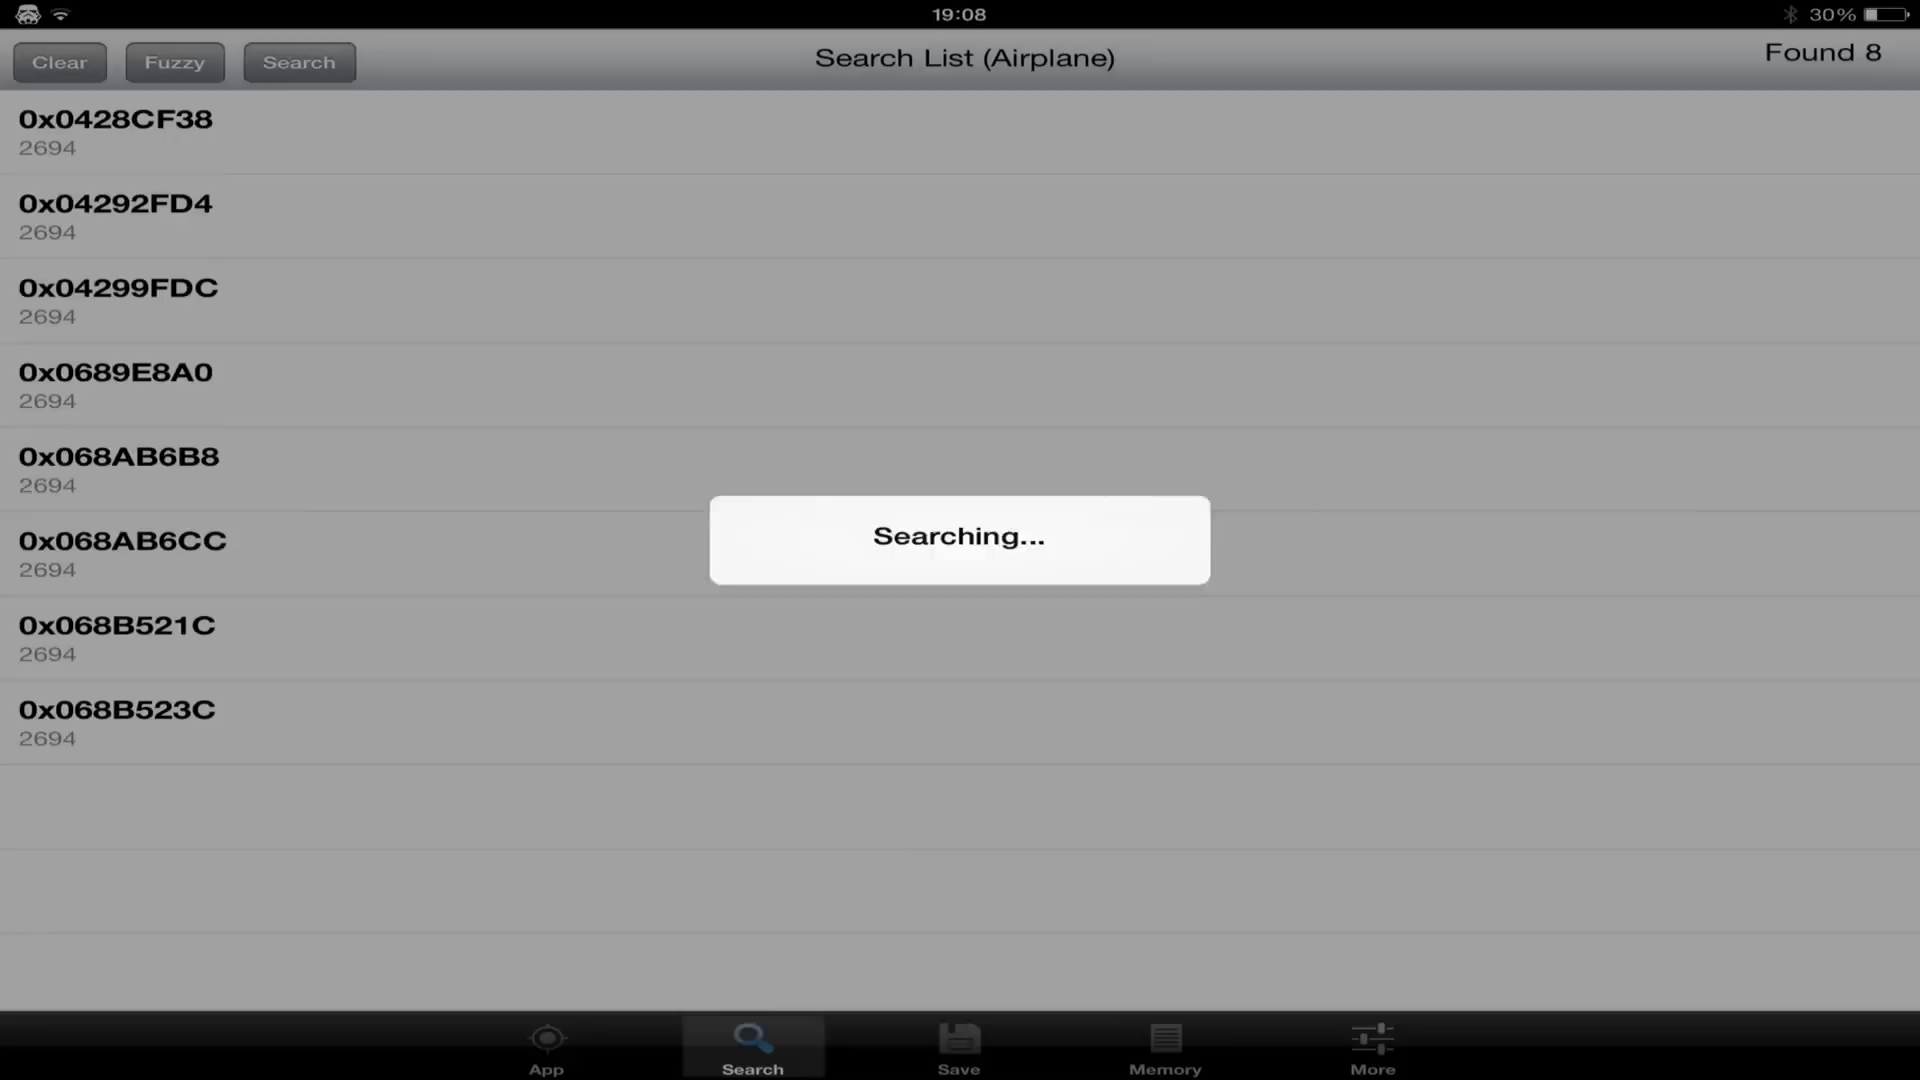 19:08
30%
Clear
Fuzzy
Search
Search List (Airplane)
Found 8
0x0428CF38
2694
0x04292FD4
2694
0x04299FDC
2694
0x0689E8A0
2694
0x068AB6B8
2694
0x068AB6CC
2694
0x068B521C
2694
0x068B523C
2694
Searching...
App
Search
Save
Memory
More